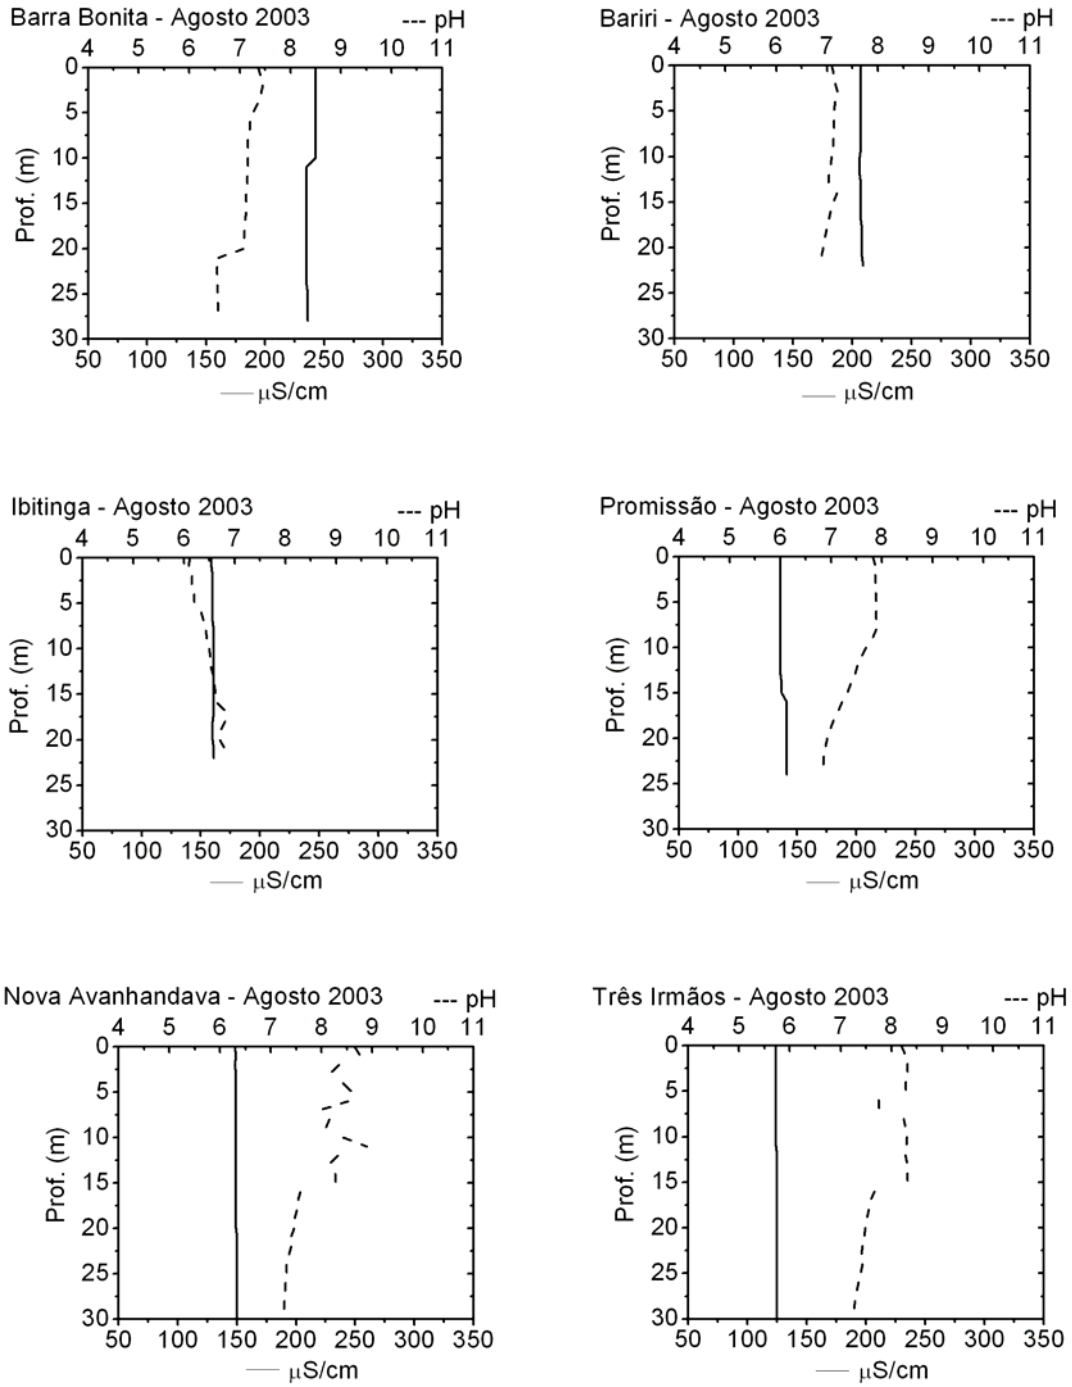 Barra Bonita - Agosto 2003 --- pH
4 5 6 7 8 9 10 11
0
5
10
15
20
25
30
Prof. (m)
50 100 150 200 250 300 350
— μS/cm
Bariri - Agosto 2003 --- pH
4 5 6 7 8 9 10 11
0
5
10
15
20
25
30
Prof. (m)
50 100 150 200 250 300 350
— μS/cm
Ibitinga - Agosto 2003 --- pH
4 5 6 7 8 9 10 11
0
5
10
15
20
25
30
Prof. (m)
50 100 150 200 250 300 350
— μS/cm
Promissão - Agosto 2003 --- pH
4 5 6 7 8 9 10 11
0
5
10
15
20
25
30
Prof. (m)
50 100 150 200 250 300 350
— μS/cm
Nova Avanhandava - Agosto 2003 --- pH
4 5 6 7 8 9 10 11
0
5
10
15
20
25
30
Prof. (m)
50 100 150 200 250 300 350
— μS/cm
Três Irmãos - Agosto 2003 --- pH
4 5 6 7 8 9 10 11
0
5
10
15
20
25
30
Prof. (m)
50 100 150 200 250 300 350
— μS/cm